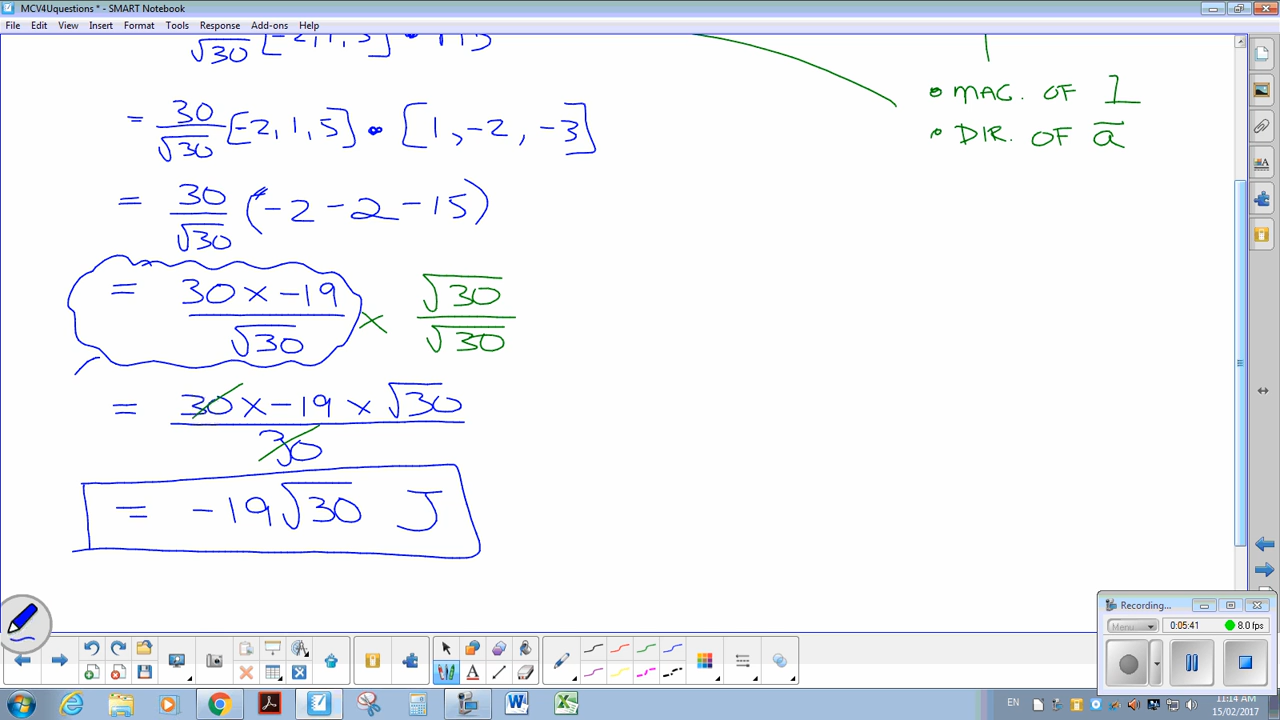 MCV4Uquestions * - SMART Notebook
File Edit View Insert Format Tools Response Add-ons Help
√30
• MAG. OF 1
• DIR. OF a̅
= 30/√30 [-2, 1, 5] • [1, -2, -3]
= 30/√30 (-2 - 2 - 15)
= 30 x -19 / √30 x √30/√30
= 30 x -19 x √30 / 30
= -19√30 J
Recording...
Menu 0:05:41 8.0 fps
EN
11:14 AM
15/02/2017